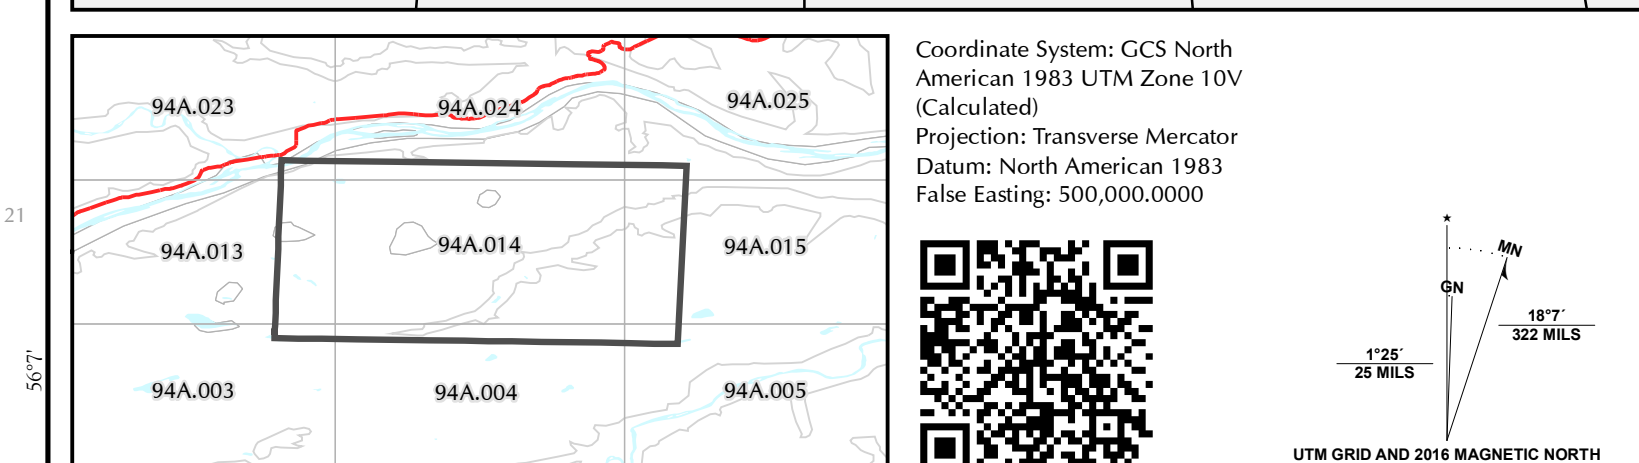 94A.023
94A.024
94A.025
21
94A.013
94A.014
94A.015
56°7'
94A.003
94A.004
94A.005
Coordinate System: GCS North
American 1983 UTM Zone 10V
(Calculated)
Projection: Transverse Mercator
Datum: North American 1983
False Easting: 500,000.0000
MN
GN
18°7´
322 MILS
1°25´
25 MILS
UTM GRID AND 2016 MAGNETIC NORTH